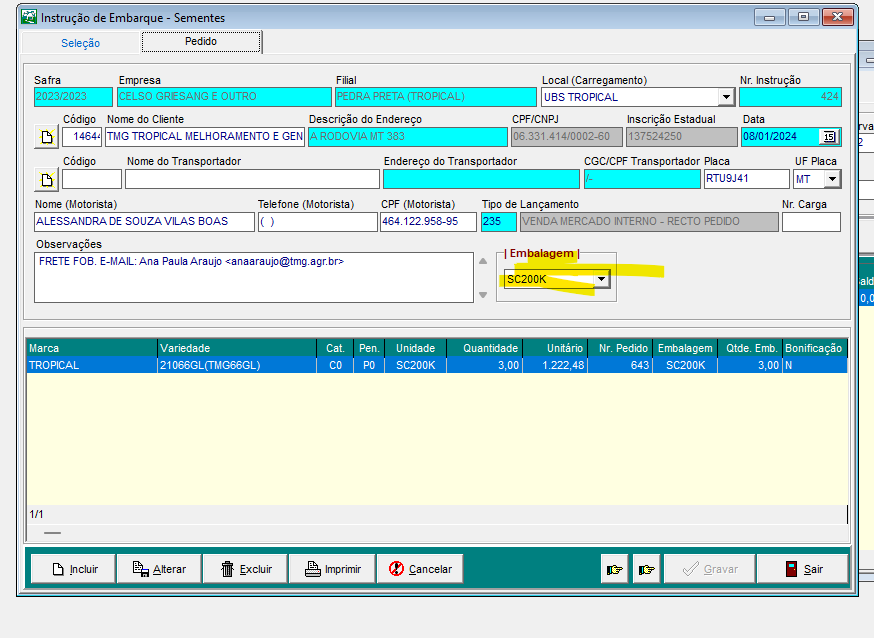 Instrução de Embarque - Sementes
Seleção Pedido
Safra Empresa Filial Local (Carregamento) Nr. Instrução
2023/2023 CELSO GRIESANG E OUTRO PEDRA PRETA (TROPICAL) UBS TROPICAL 424
Código Nome do Cliente Descrição do Endereço CPF/CNPJ Inscrição Estadual Data
14644 TMG TROPICAL MELHORAMENTO E GEN A RODOVIA MT 383 06.331.414/0002-60 137524250 08/01/2024 15
Código Nome do Transportador Endereço do Transportador CGC/CPF Transportador Placa UF Placa
/- RTU9J41 MT
Nome (Motorista) Telefone (Motorista) CPF (Motorista) Tipo de Lançamento Nr. Carga
ALESSANDRA DE SOUZA VILAS BOAS ( ) 464.122.958-95 235 VENDA MERCADO INTERNO - RECTO PEDIDO
Observações
FRETE FOB. E-MAIL: Ana Paula Araujo <anaaraujo@tmg.agr.br>
| Embalagem |
SC200K
Marca Variedade Cat. Pen. Unidade Quantidade Unitário Nr. Pedido Embalagem Qtde. Emb. Bonificação
TROPICAL 21066GL(TMG66GL) C0 P0 SC200K 3,00 1.222,48 643 SC200K 3,00 N
1/1
Incluir Alterar Excluir Imprimir Cancelar Gravar Sair